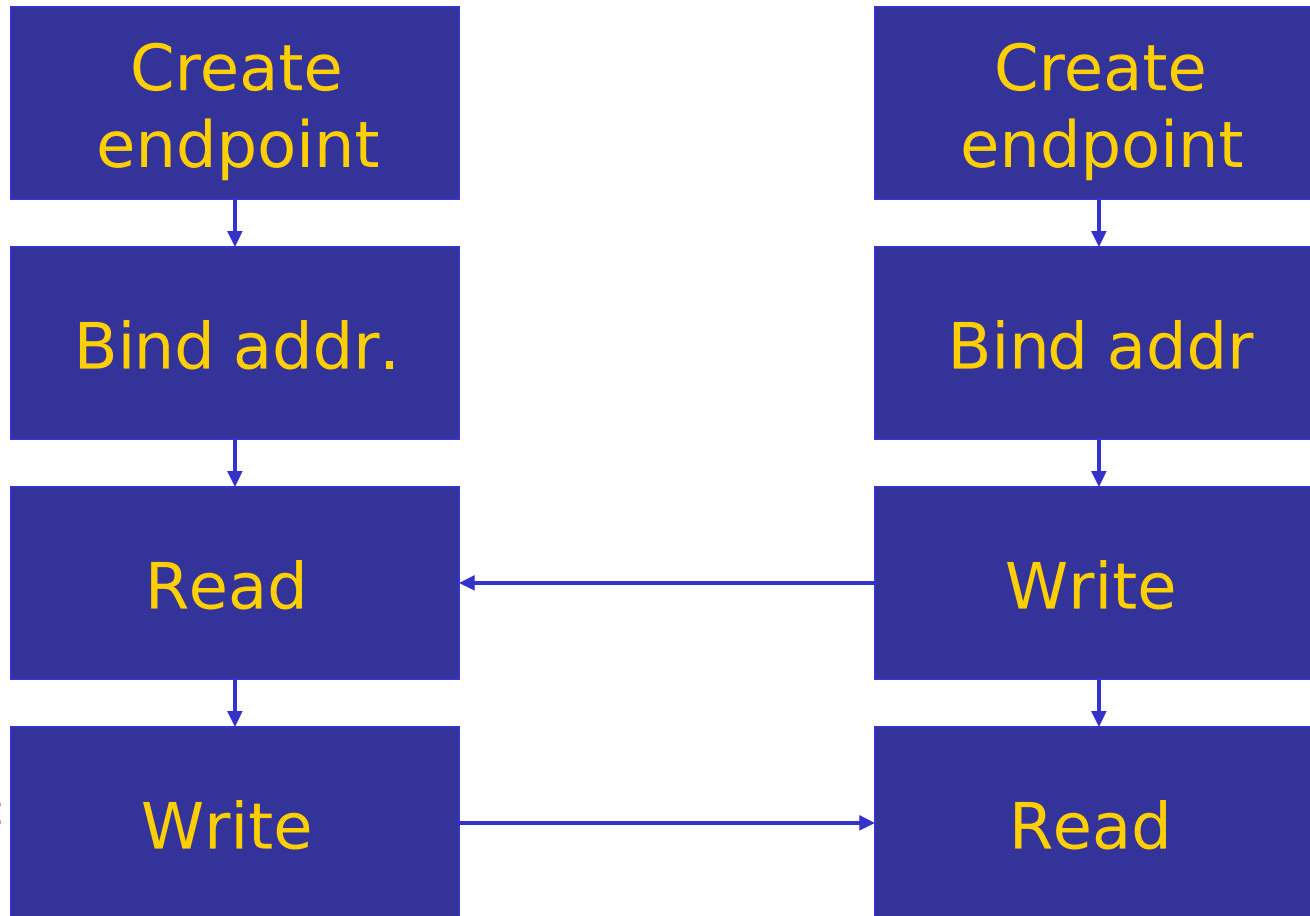 Create
endpoint
Create
endpoint
Bind addr.
Bind addr
Read
Write
Write
Read